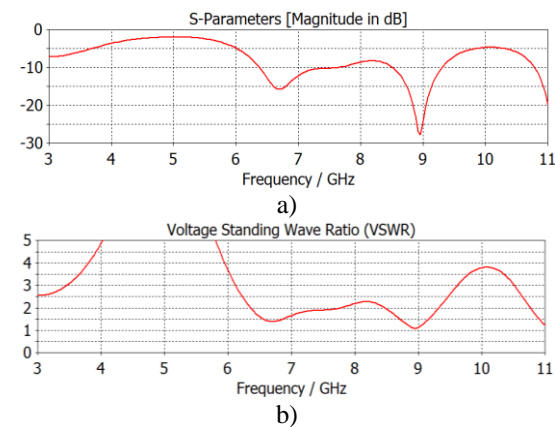 S-Parameters [Magnitude in dB]
0
-10
-20
-30
3 4 5 6 7 8 9 10 11
Frequency / GHz
a)
Voltage Standing Wave Ratio (VSWR)
5
4
3
2
1
0
3 4 5 6 7 8 9 10 11
Frequency / GHz
b)